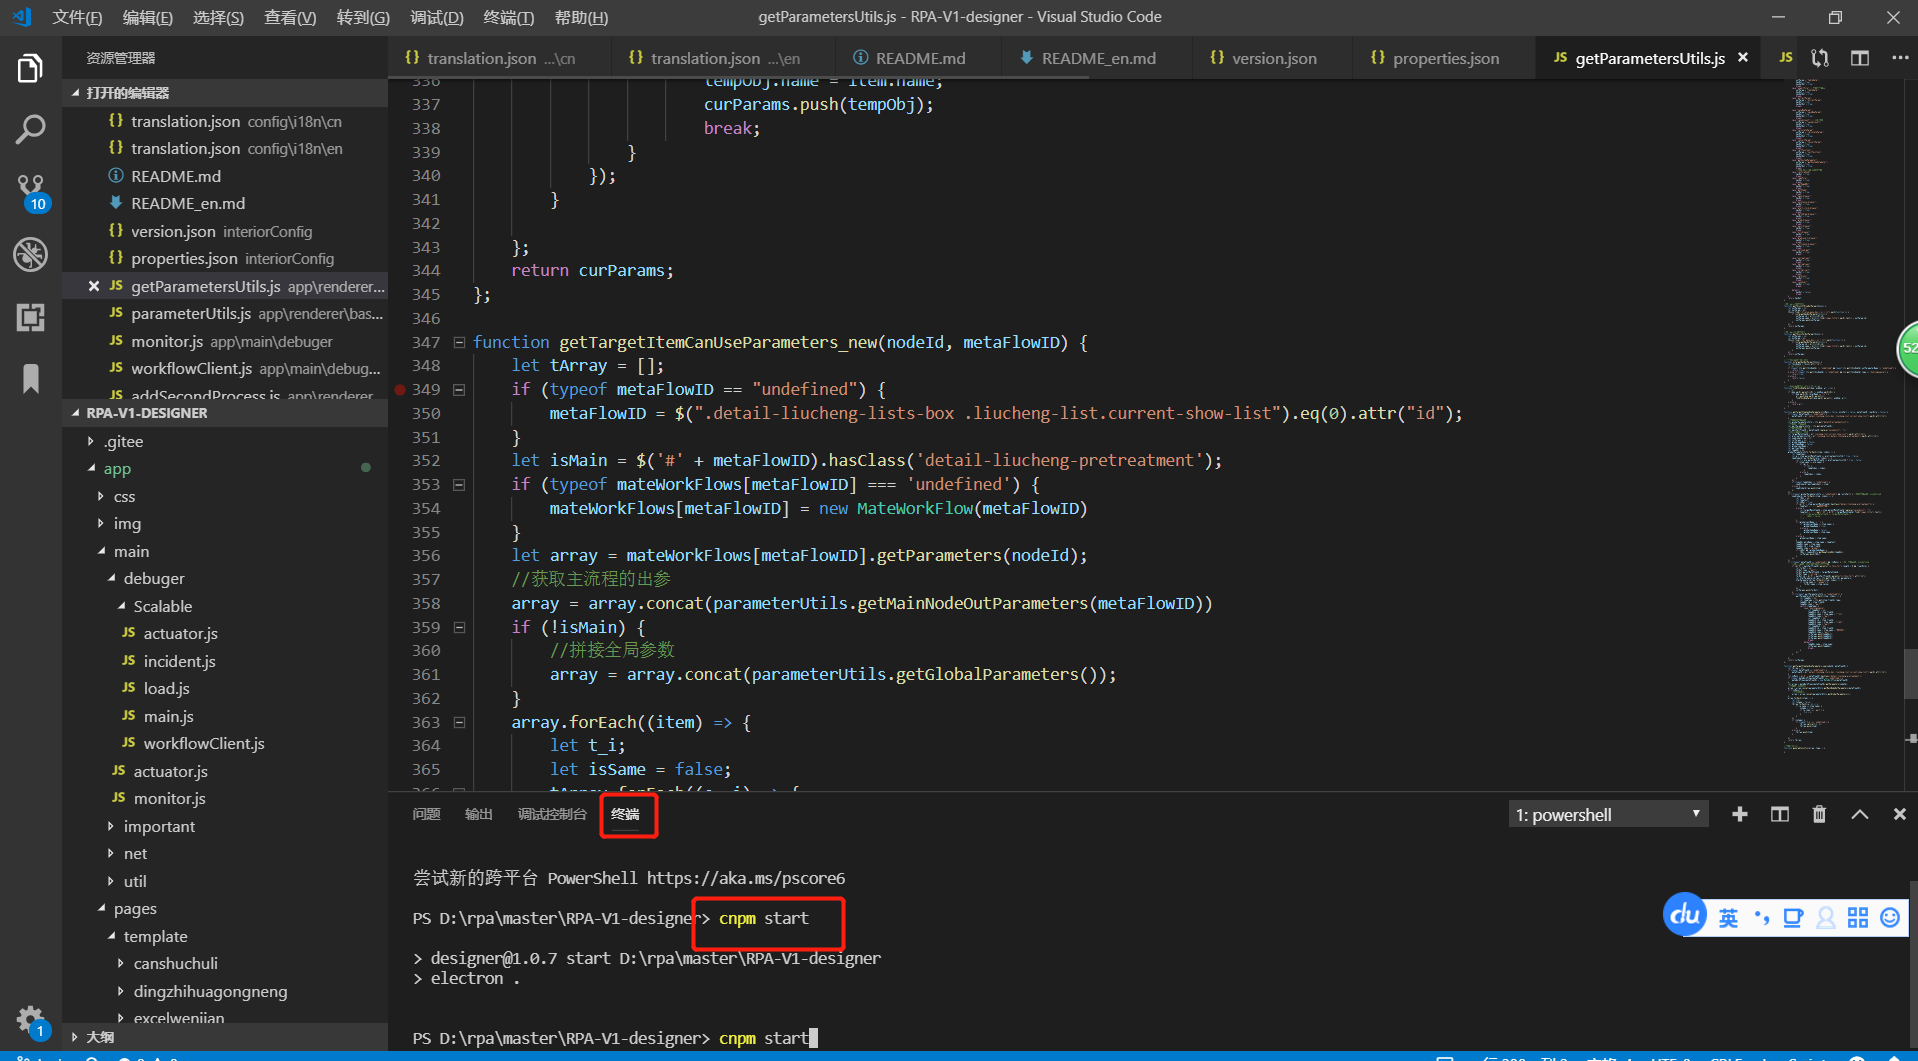 文件(F) 编辑(E) 选择(S) 查看(V) 转到(G) 调试(D) 终端(T) 帮助(H) getParametersUtils.js - RPA-V1-designer - Visual Studio Code
资源管理器
打开的编辑器
{} translation.json config\i18n\cn
{} translation.json config\i18n\en
README.md
README_en.md
{} version.json interiorConfig
{} properties.json interiorConfig
JS getParametersUtils.js app\renderer...
JS parameterUtils.js app\renderer\bas...
JS monitor.js app\main\debuger
JS workflowClient.js app\main\debug...
JS addSecondProcess.js app\renderer
RPA-V1-DESIGNER
.gitee
app
css
img
main
debuger
Scalable
JS actuator.js
JS incident.js
JS load.js
JS main.js
JS workflowClient.js
JS actuator.js
JS monitor.js
important
net
util
pages
template
canshuchuli
dingzhihuagongneng
excelwenjian
大纲
10
1
{} translation.json ...\cn {} translation.json ...\en README.md README_en.md {} version.json {} properties.json JS getParametersUtils.js JS
336 tempObj.name = item.name;
337 curParams.push(tempObj);
338 break;
339 }
340 });
341 }
342
343 };
344 return curParams;
345 };
346
347 function getTargetItemCanUseParameters_new(nodeId, metaFlowID) {
348 let tArray = [];
349 if (typeof metaFlowID == "undefined") {
350 metaFlowID = $(".detail-liucheng-lists-box .liucheng-list.current-show-list").eq(0).attr("id");
351 }
352 let isMain = $('#' + metaFlowID).hasClass('detail-liucheng-pretreatment');
353 if (typeof mateWorkFlows[metaFlowID] === 'undefined') {
354 mateWorkFlows[metaFlowID] = new MateWorkFlow(metaFlowID)
355 }
356 let array = mateWorkFlows[metaFlowID].getParameters(nodeId);
357 //获取主流程的出参
358 array = array.concat(parameterUtils.getMainNodeOutParameters(metaFlowID))
359 if (!isMain) {
360 //拼接全局参数
361 array = array.concat(parameterUtils.getGlobalParameters());
362 }
363 array.forEach((item) => {
364 let t_i;
365 let isSame = false;
52
问题 输出 调试控制台 终端 1: powershell
尝试新的跨平台 PowerShell https://aka.ms/pscore6
PS D:\rpa\master\RPA-V1-designer> cnpm start
> designer@1.0.7 start D:\rpa\master\RPA-V1-designer
> electron .
PS D:\rpa\master\RPA-V1-designer> cnpm start
du 英